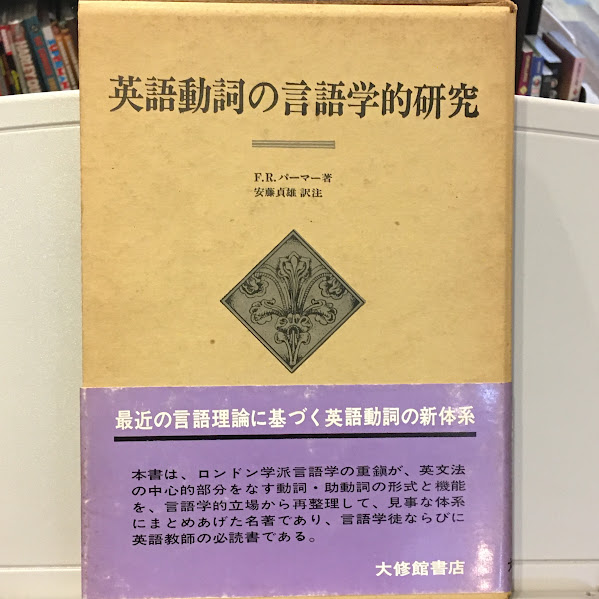 英語動詞の言語学的研究
F.R.パーマー著
安藤貞雄 訳注
最近の言語理論に基づく英語動詞の新体系
本書は、ロンドン学派言語学の重鎮が、英文法
の中心的部分をなす動詞・助動詞の形式と機能
を、言語学的立場から再整理して、見事な体系
にまとめあげた名著であり、言語学徒ならびに
英語教師の必読書である。
大修館書店